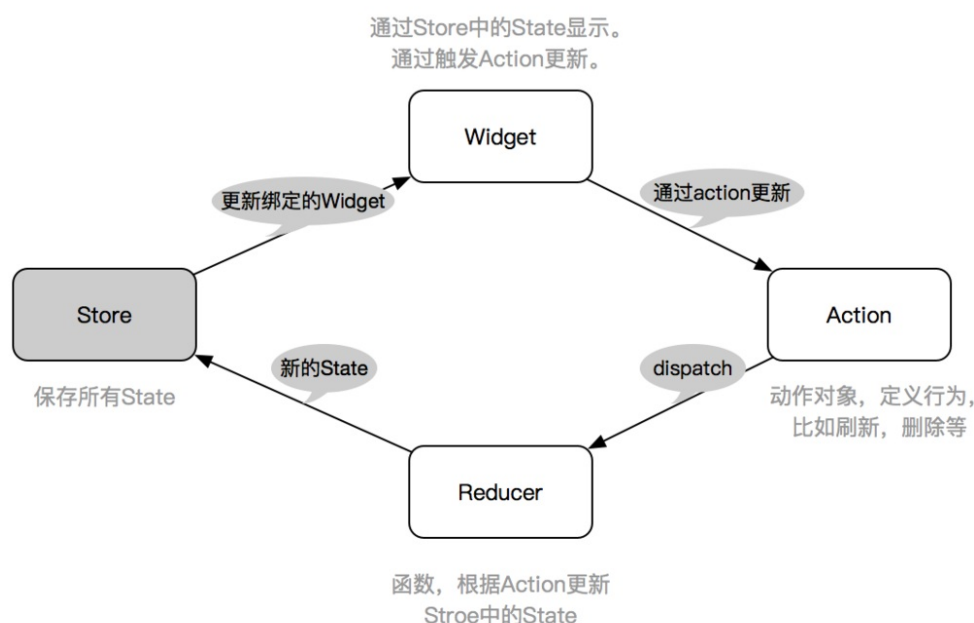 通过Store中的State显示。
通过触发Action更新。
Widget
更新绑定的Widget
通过action更新
Store
Action
新的State
dispatch
保存所有State
动作对象，定义行为，
比如刷新，删除等
Reducer
函数，根据Action更新
Stroe中的State